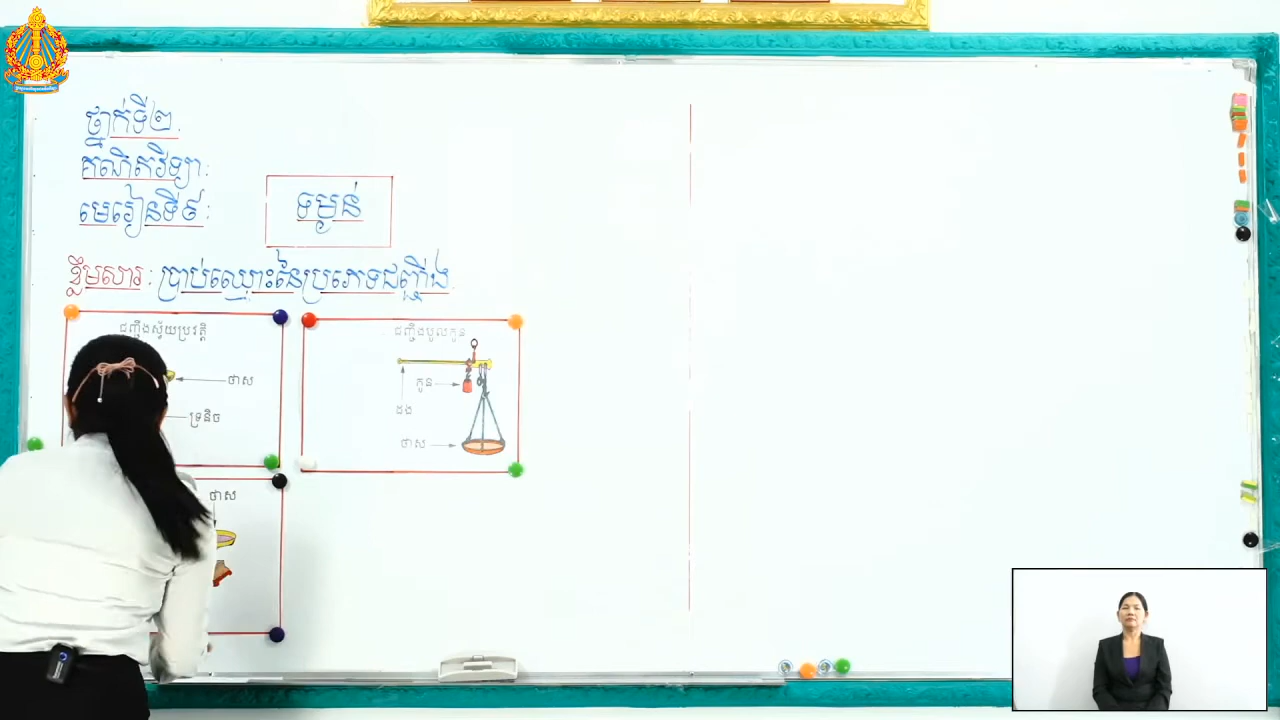 ថ្នាក់ទី២.
គណិតវិទ្យា:
មេរៀនទី៩:
ទម្ងន់
ខ្លឹមសារ : ប្រាប់ឈ្មោះនៃប្រភេទជញ្ជីង.
ជញ្ជីងស្វ័យប្រវត្តិ
ថាស
ទ្រនិច
ជញ្ជីងមួលកូន
កូន
ដង
ថាស
ថាស